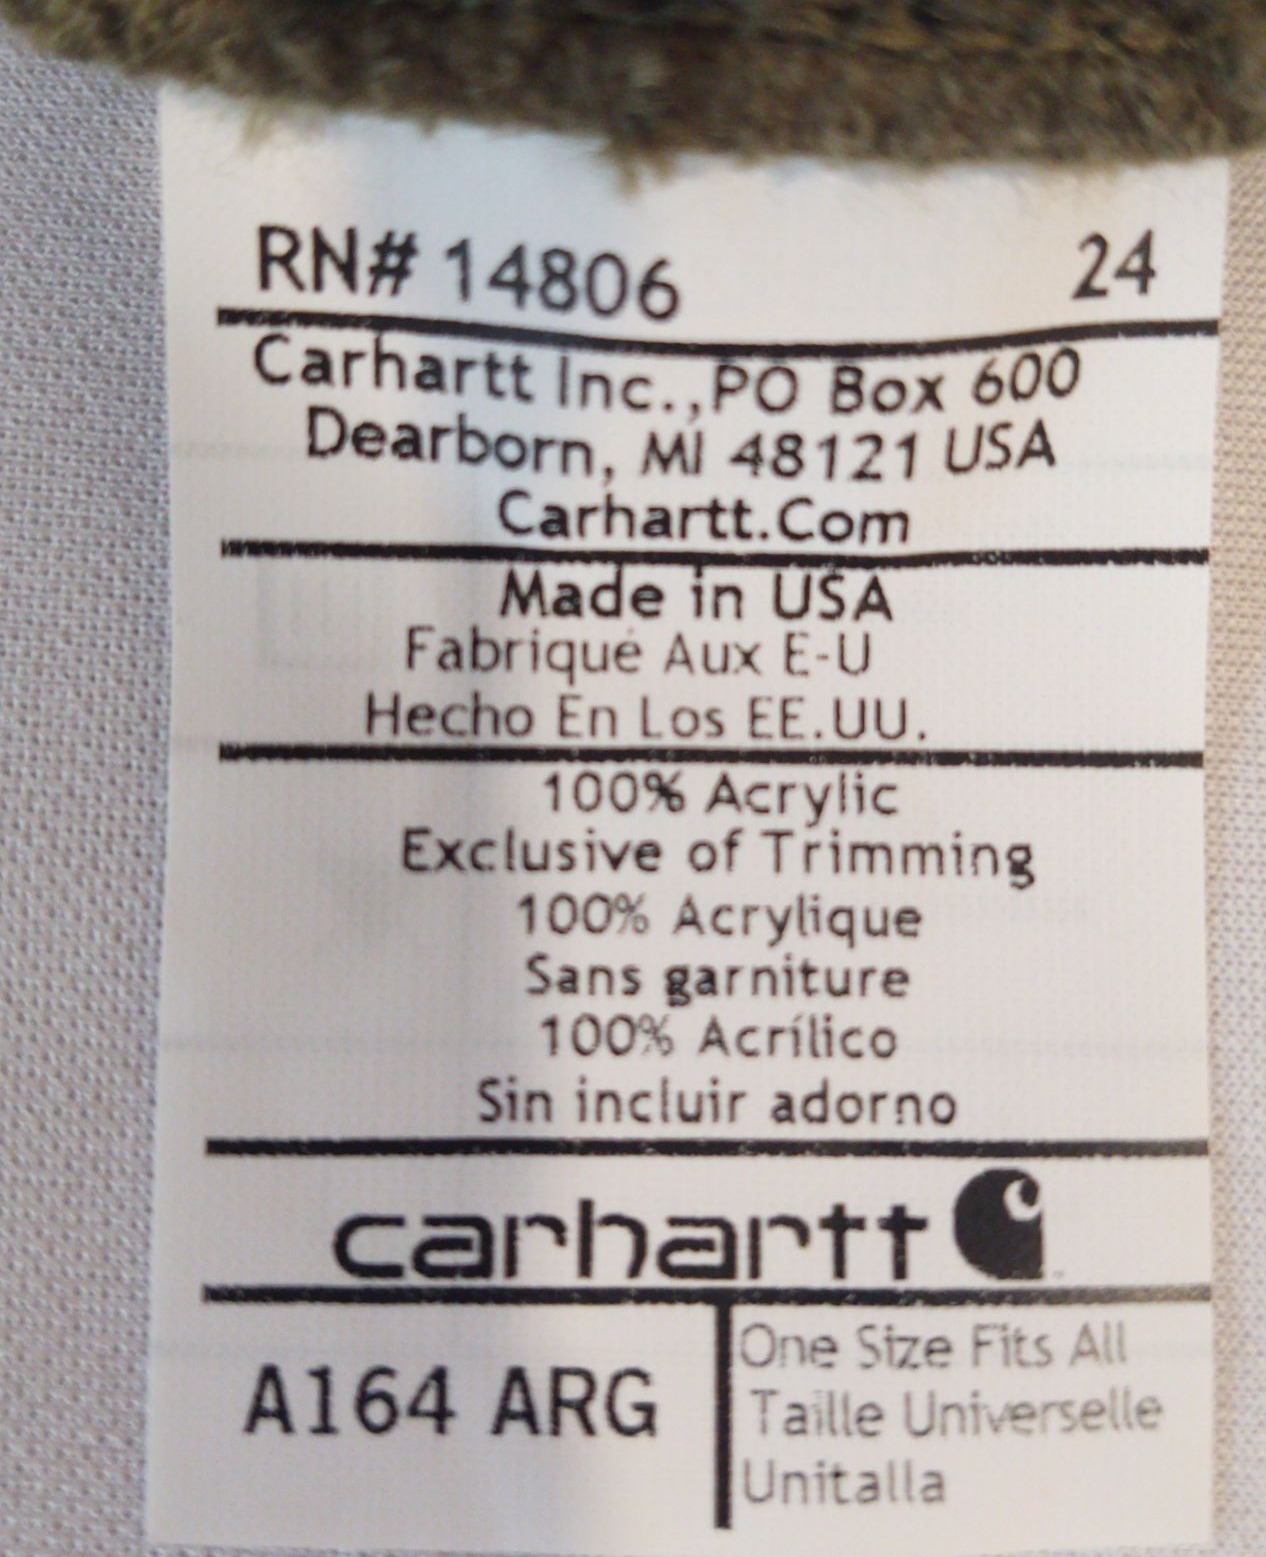 RN# 14806 24
Carhartt Inc.,PO Box 600
Dearborn, MI 48121 USA
Carhartt.Com
Made in USA
Fabriqué Aux E-U
Hecho En Los EE.UU.
100% Acrylic
Exclusive of Trimming
100% Acrylique
Sans garniture
100% Acrílico
Sin incluir adorno
carhartt
A164 ARG
One Size Fits All
Taille Universelle
Unitalla